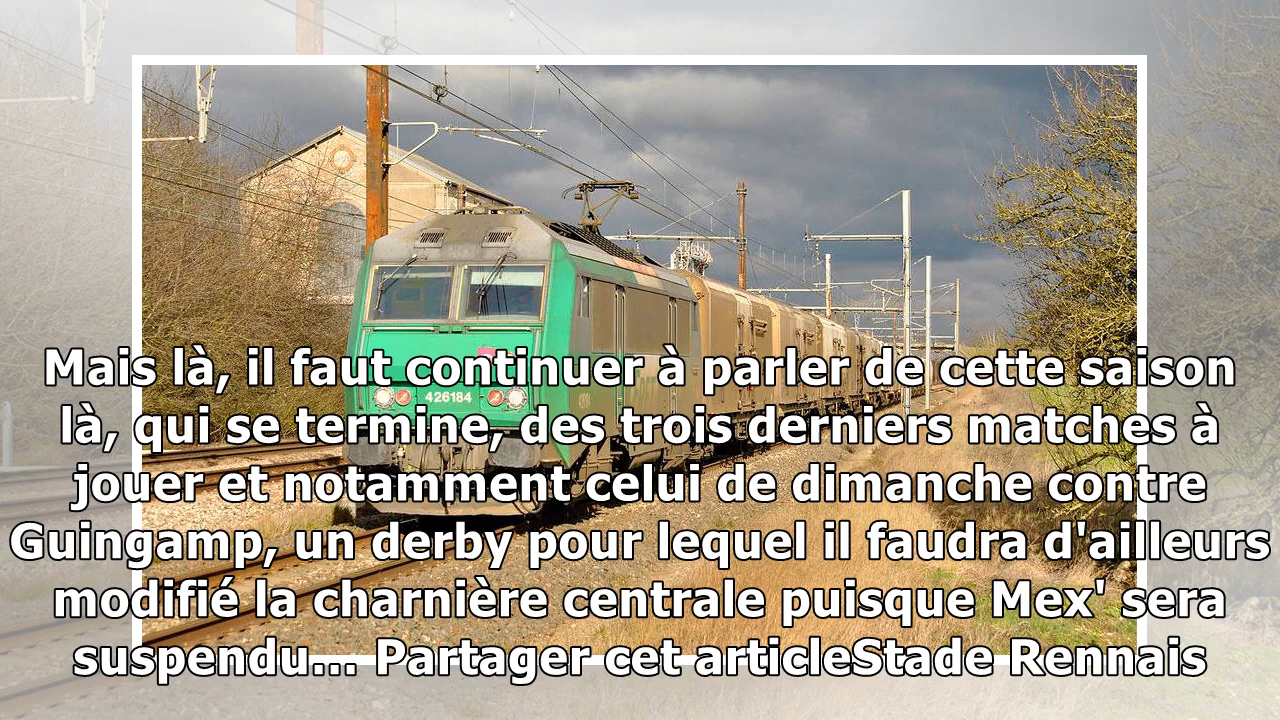 426184
Mais là, il faut continuer à parler de cette saison
là, qui se termine, des trois derniers matches à
jouer et notamment celui de dimanche contre
Guingamp, un derby pour lequel il faudra d'ailleurs
modifié la charnière centrale puisque Mex' sera
suspendu... Partager cet articleStade Rennais